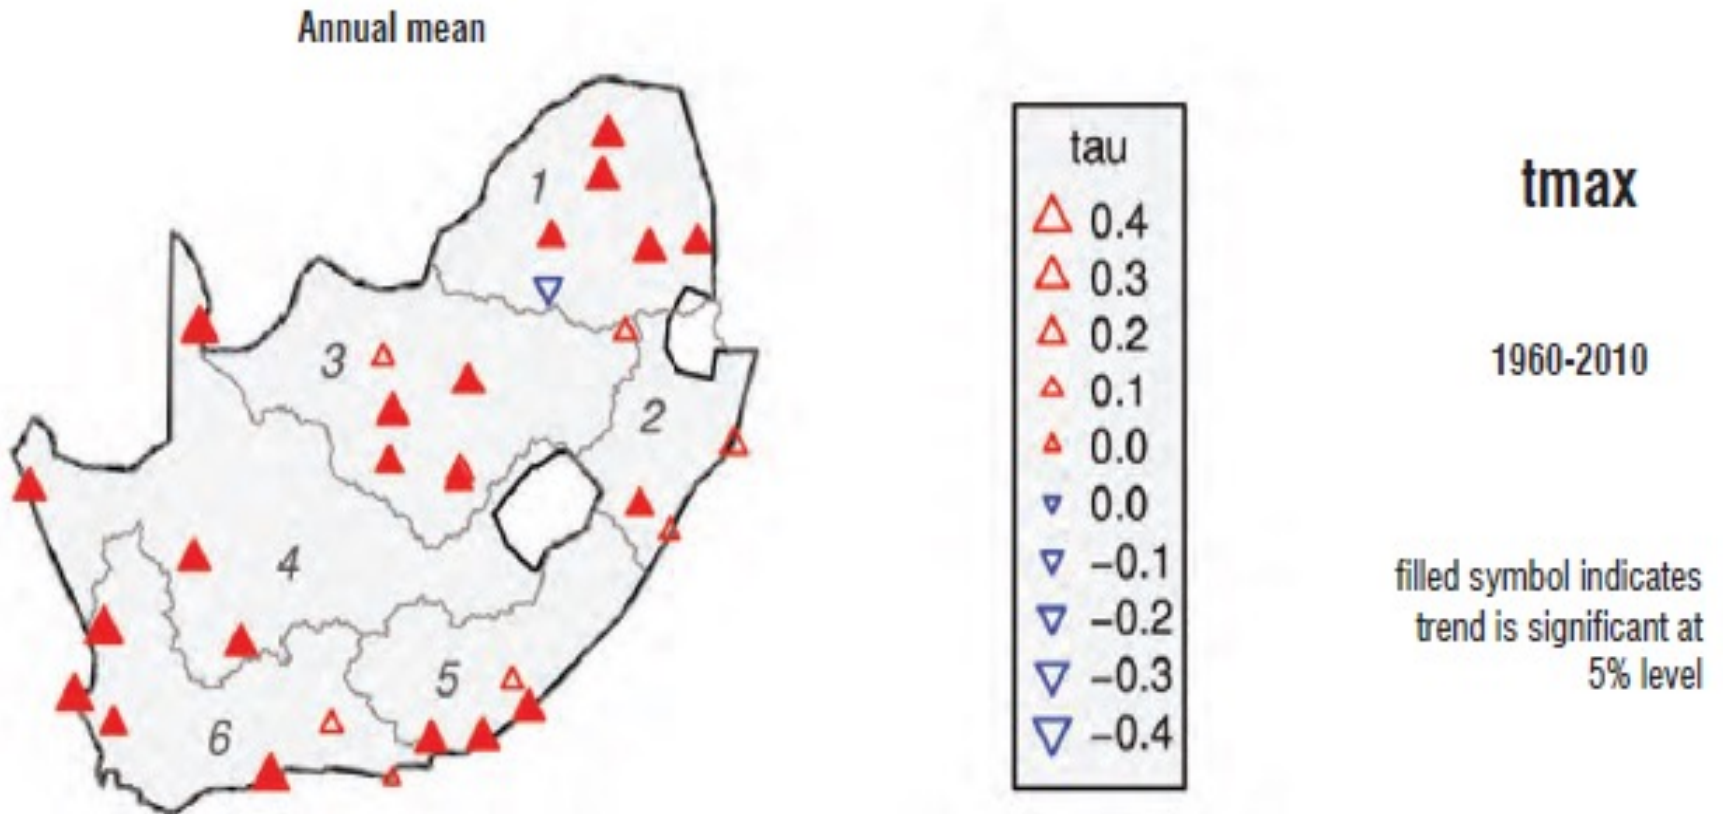 Annual mean
1
3
2
4
5
6
tau
0.4
0.3
0.2
0.1
0.0
0.0
−0.1
−0.2
−0.3
−0.4
tmax
1960-2010
filled symbol indicates
trend is significant at
5% level